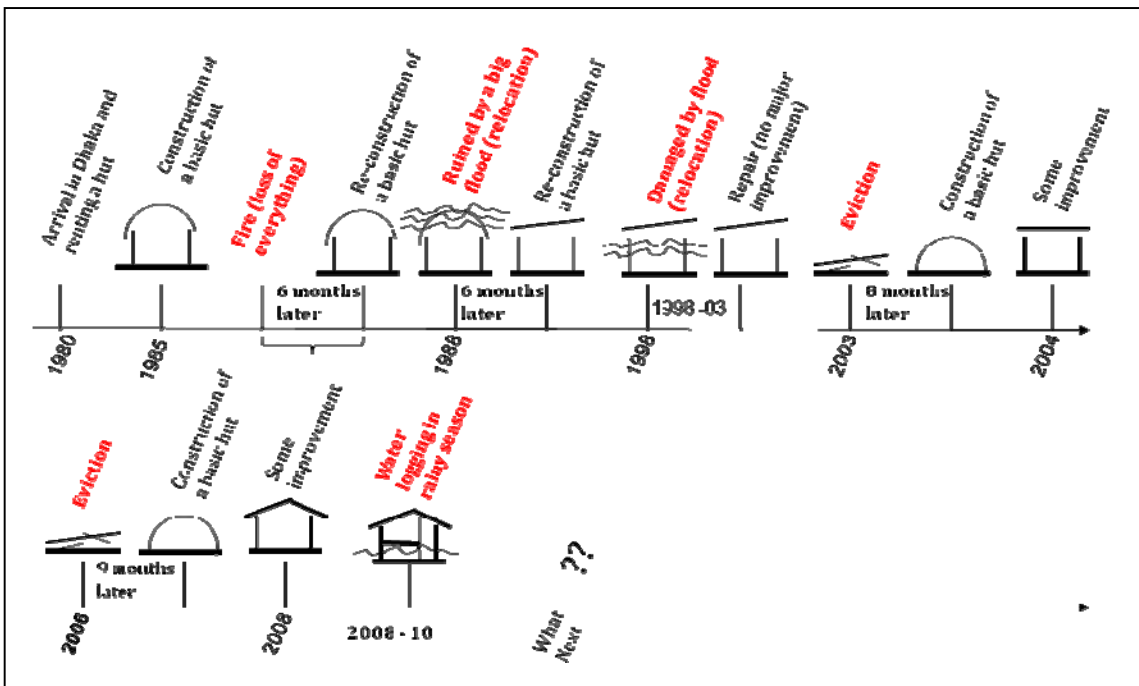 Arrival in Dhaka and
renting a hut
Construction of
a basic hut
Fire (loss of
everything)
Re-construction of
a basic hut
Ruined by a big
flood (relocation)
Re-construction of
a basic hut
Damaged by flood
(relocation)
Repair (no major
improvement)
Eviction
Construction of
a basic hut
Some
improvement
6 months
later
6 months
later
1998-03
8 months
later
1980
1985
1988
1998
2003
2004
Eviction
Construction of
a basic hut
Some
improvement
Water
logging in
rainy season
??
9 months
later
2006
2008
2008 - 10
What
Next